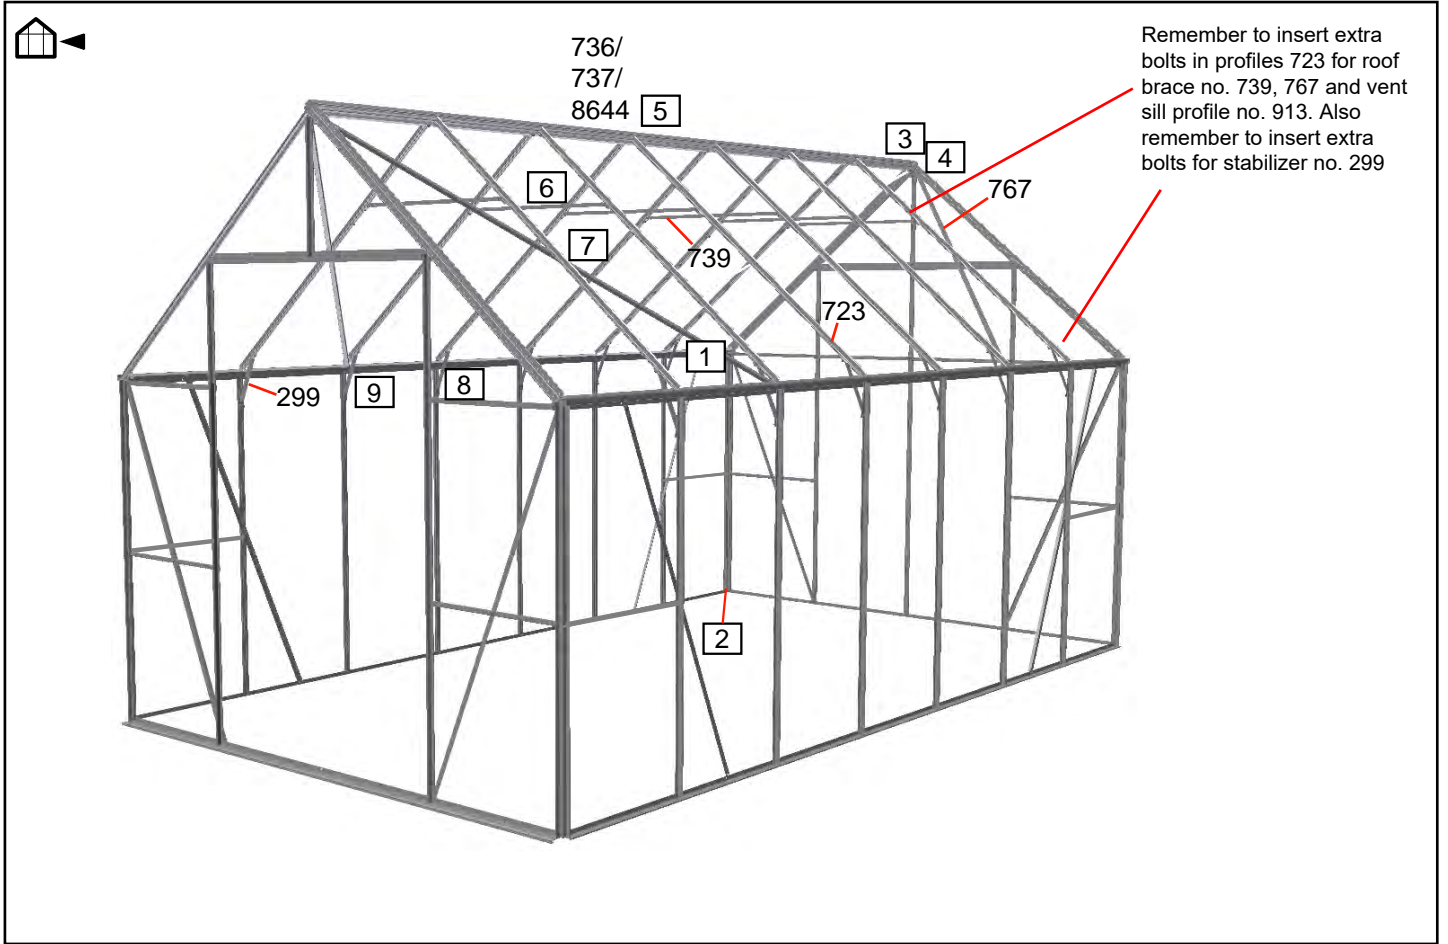 736/
737/
8644 5
Remember to insert extra
bolts in profiles 723 for roof
brace no. 739, 767 and vent
sill profile no. 913. Also
remember to insert extra
bolts for stabilizer no. 299
3
4
767
6
7
739
723
1
299
9
8
2